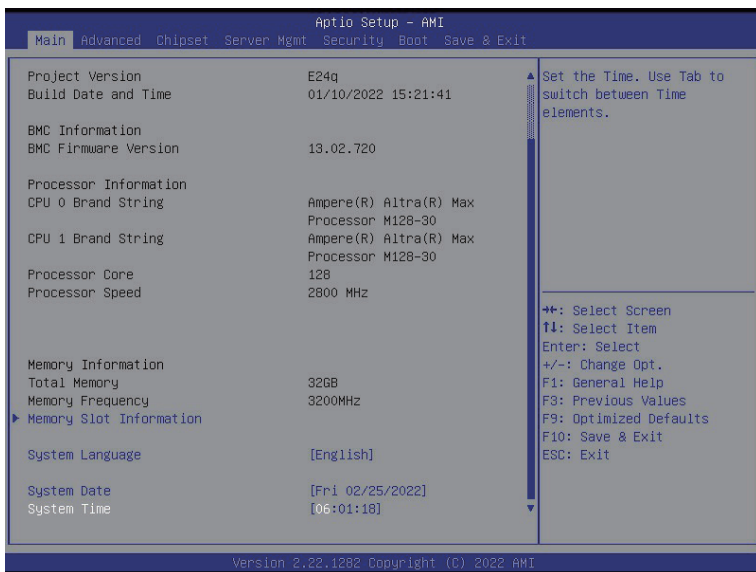 Aptio Setup – AMI
Main Advanced Chipset Server Mgmt Security Boot Save & Exit
Project Version E24q
Build Date and Time 01/10/2022 15:21:41
BMC Information
BMC Firmware Version 13.02.720
Processor Information
CPU 0 Brand String Ampere(R) Altra(R) Max
Processor M128-30
CPU 1 Brand String Ampere(R) Altra(R) Max
Processor M128-30
Processor Core 128
Processor Speed 2800 MHz
Memory Information
Total Memory 32GB
Memory Frequency 3200MHz
Memory Slot Information
System Language [English]
System Date [Fri 02/25/2022]
System Time [06:01:18]
Set the Time. Use Tab to
switch between Time
elements.
→←: Select Screen
↑↓: Select Item
Enter: Select
+/-: Change Opt.
F1: General Help
F3: Previous Values
F9: Optimized Defaults
F10: Save & Exit
ESC: Exit
Version 2.22.1282 Copyright (C) 2022 AMI